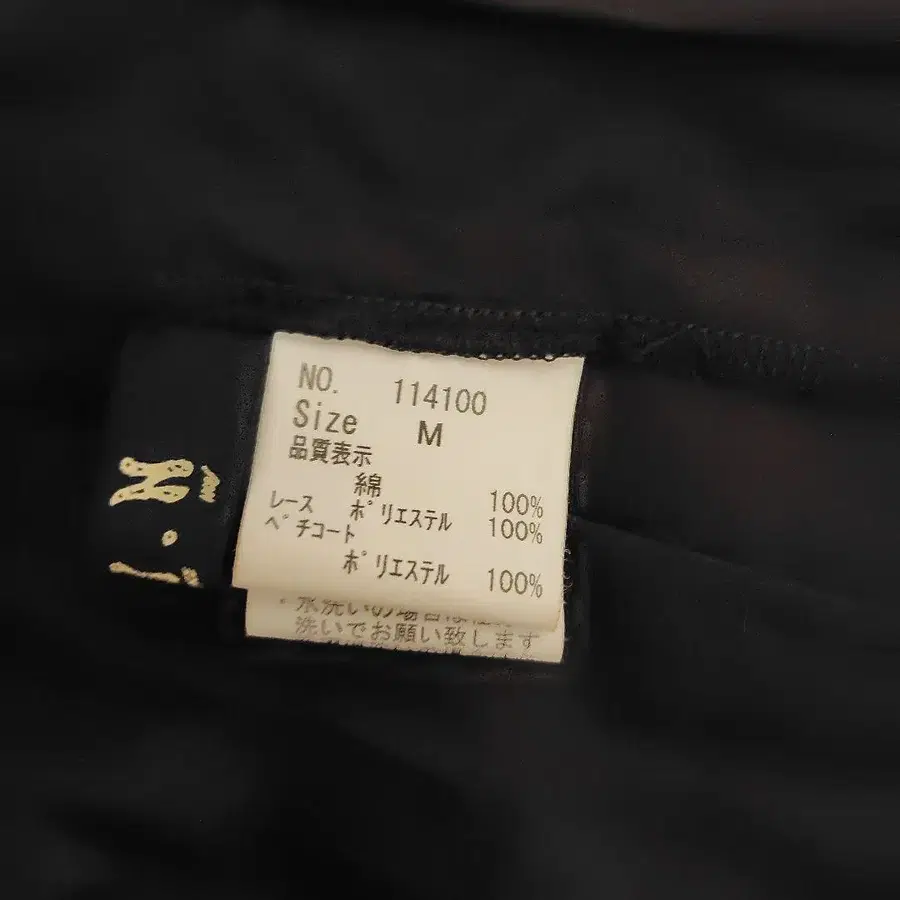 NO. 114100
Size M
品質表示
綿 100%
レース ポリエステル 100%
ペチコート
ポリエステル 100%
洗いでお願い致します